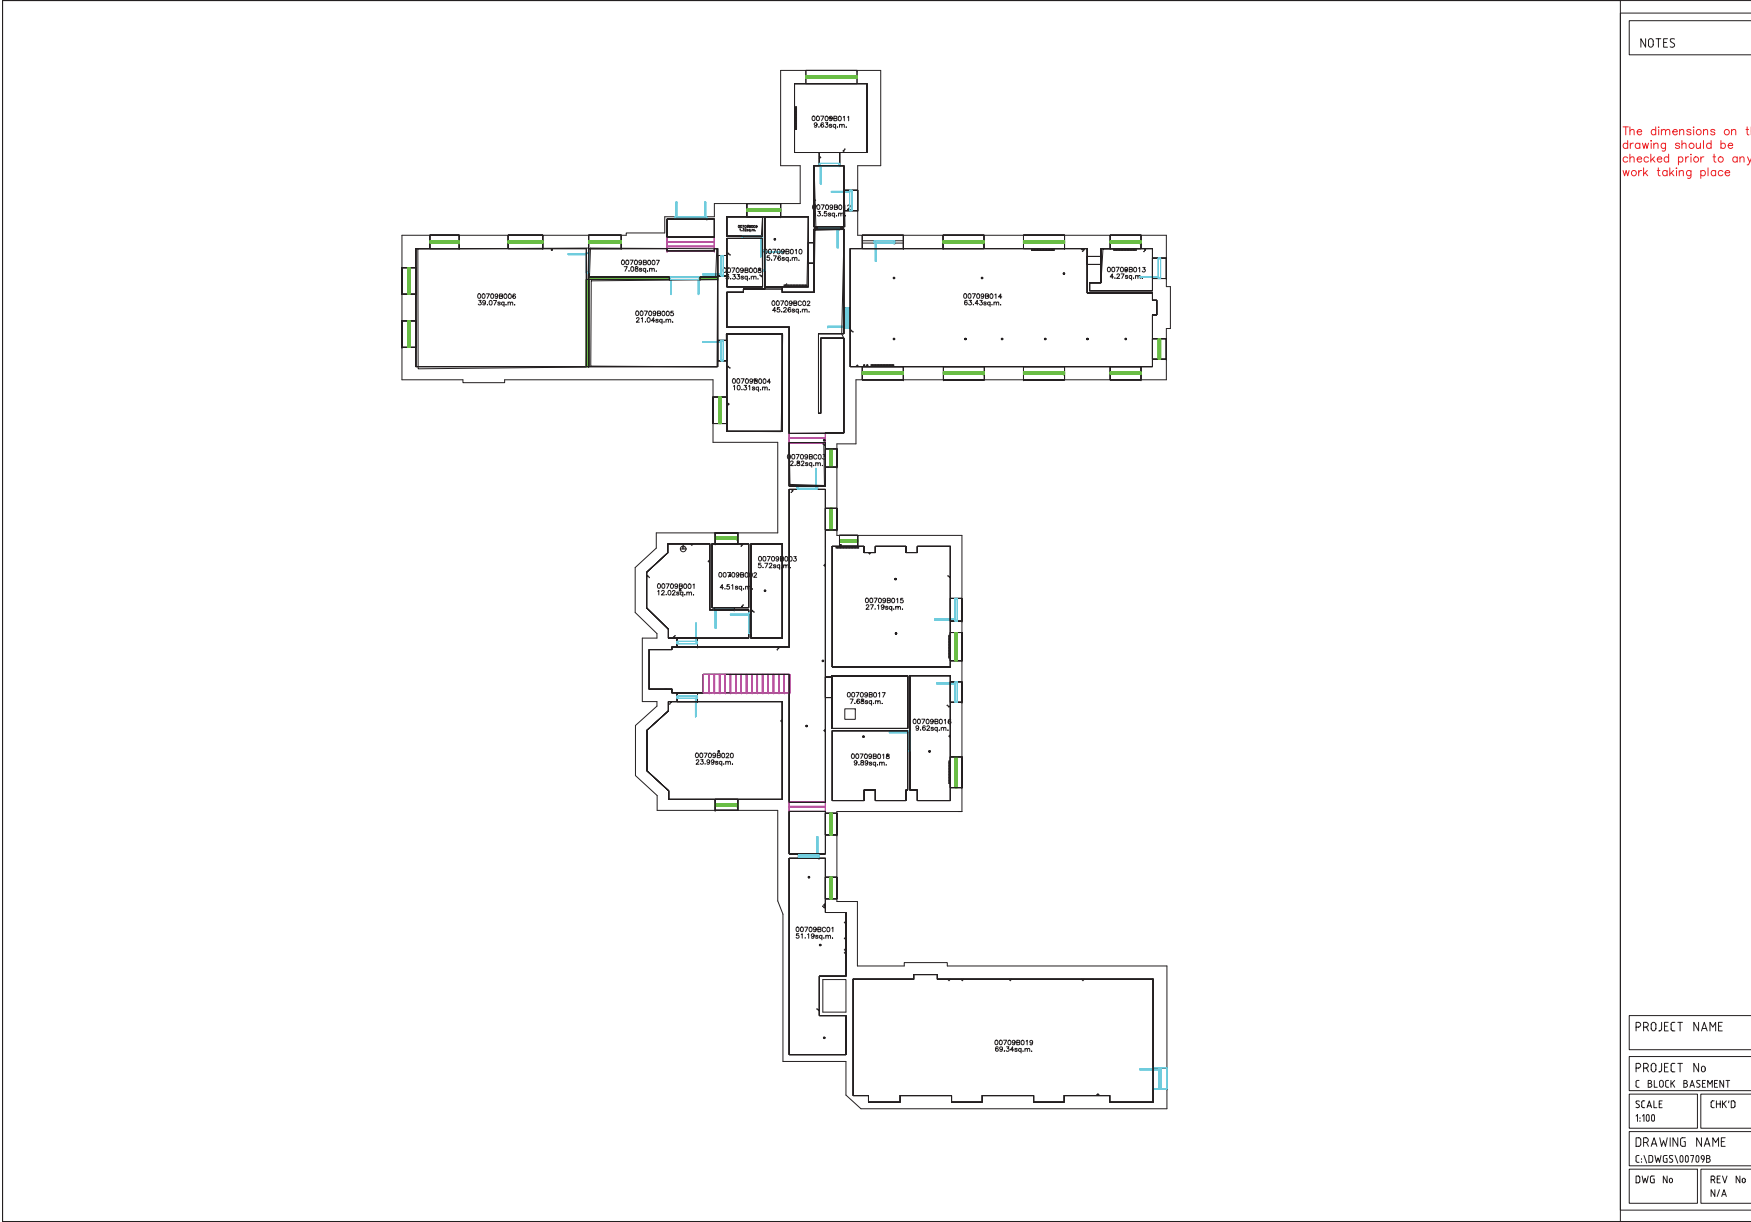 NOTES
The dimensions on
drawing should be
checked prior to any
work taking place
00709B011
9.63sq.m.
3.5sq.m.
00709B010
5.76sq.m.
00709B007
7.08sq.m.
00709B008
00709B013
4.27sq.m.
00709B006
39.07sq.m.
00709B005
21.04sq.m.
00709BC02
45.26sq.m.
00709B014
63.43sq.m.
00709B004
10.31sq.m.
2.82sq.m.
00709B003
5.72sq.m.
00709B002
4.51sq.m.
00709B001
12.02sq.m.
00709B015
27.19sq.m.
00709B017
7.68sq.m.
00709B016
9.62sq.m.
00709B020
23.99sq.m.
00709B018
9.89sq.m.
00709BC01
51.19sq.m.
00709B019
69.34sq.m.
PROJECT NAME
PROJECT No
C BLOCK BASEMENT
SCALE
1:100
CHK'D
DRAWING NAME
C:\DWGS\00709B
DWG No
REV No
N/A